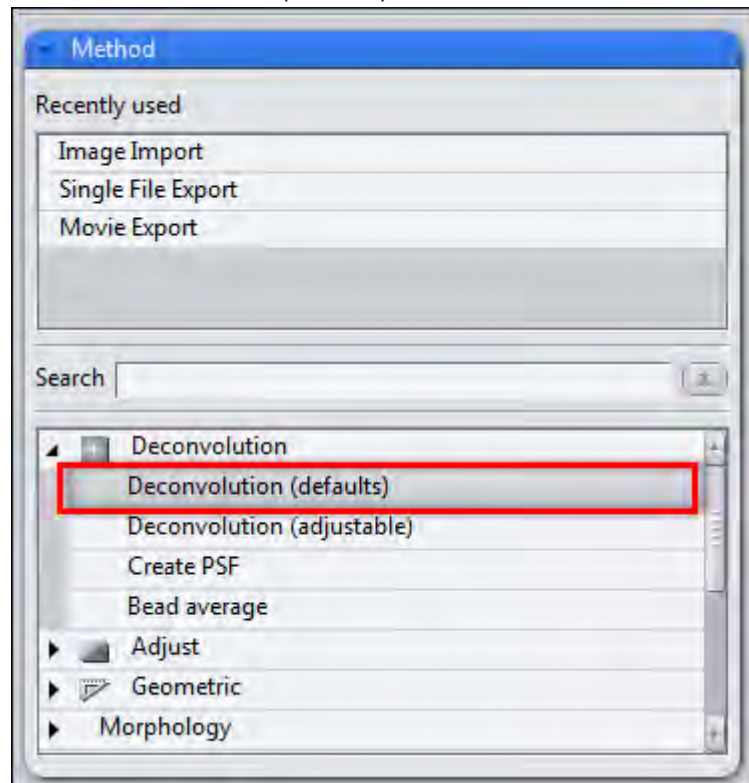 Method
Recently used
Image Import
Single File Export
Movie Export
Search
Deconvolution
Deconvolution (defaults)
Deconvolution (adjustable)
Create PSF
Bead average
Adjust
Geometric
Morphology